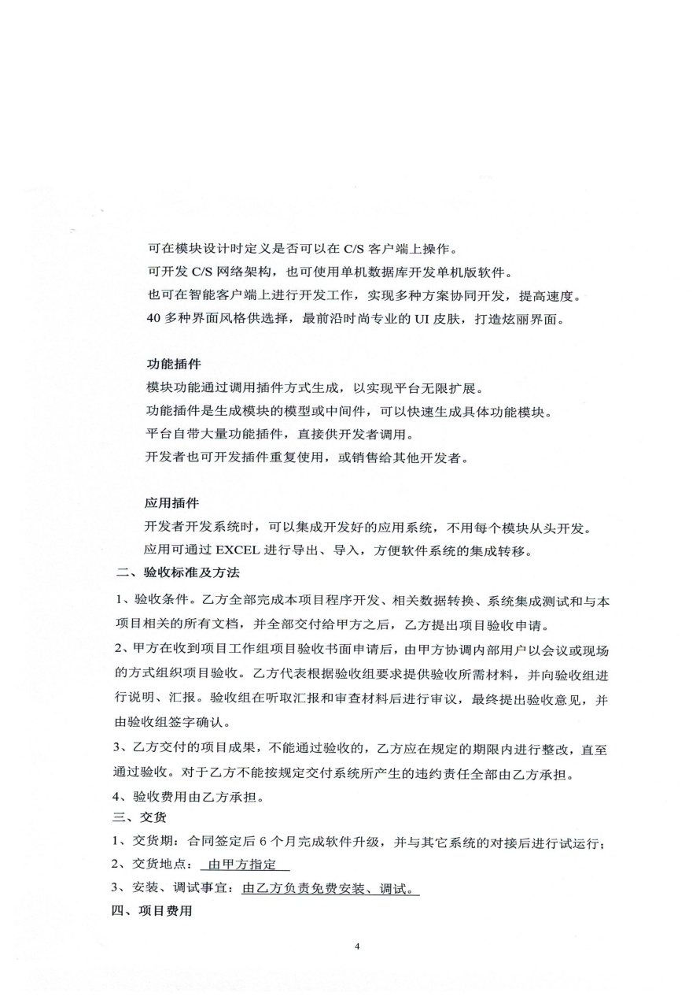 可在模块设计时定义是否可以在 C/S 客户端上操作。
可开发 C/S 网络架构，也可使用单机数据库开发单机版软件。
也可在智能客户端上进行开发工作，实现多种方案协同开发，提高速度。
40 多种界面风格供选择，最前沿时尚专业的 UI 皮肤，打造炫丽界面。
功能插件
模块功能通过调用插件方式生成，以实现平台无限扩展。
功能插件是生成模块的模型或中间件，可以快速生成具体功能模块。
平台自带大量功能插件，直接供开发者调用。
开发者也可开发插件重复使用，或销售给其他开发者。
应用插件
开发者开发系统时，可以集成开发好的应用系统，不用每个模块从头开发。
应用可通过 EXCEL 进行导出、导入，方便软件系统的集成转移。
二、验收标准及方法
1、验收条件。乙方全部完成本项目程序开发、相关数据转换、系统集成测试和与本
项目相关的所有文档，并全部交付给甲方之后，乙方提出项目验收申请。
2、甲方在收到项目工作组项目验收书面申请后，由甲方协调内部用户以会议或现场
的方式组织项目验收。乙方代表根据验收组要求提供验收所需材料，并向验收组进
行说明、汇报。验收组在听取汇报和审查材料后进行审议，最终提出验收意见，并
由验收组签字确认。
3、乙方交付的项目成果，不能通过验收的，乙方应在规定的期限内进行整改，直至
通过验收。对于乙方不能按规定交付系统所产生的违约责任全部由乙方承担。
4、验收费用由乙方承担。
三、交货
1、交货期：合同签定后 6 个月完成软件升级，并与其它系统的对接后进行试运行；
2、交货地点：由甲方指定
3、安装、调试事宜：由乙方负责免费安装、调试。
四、项目费用
4